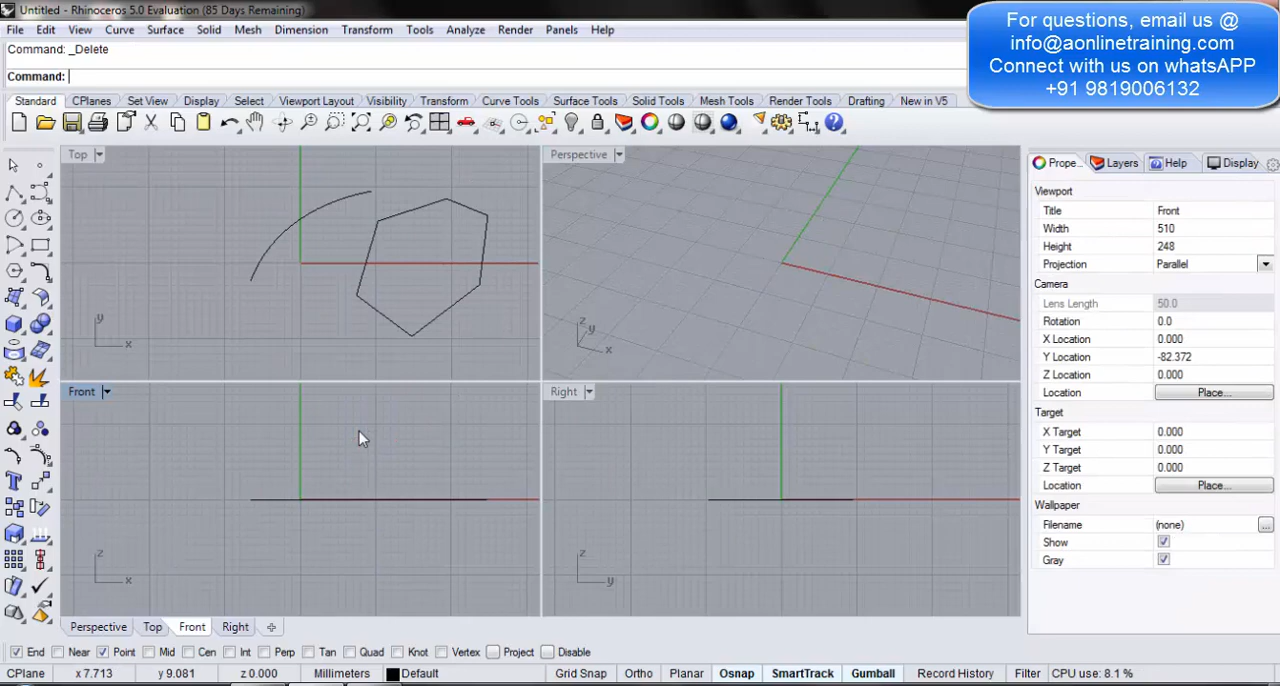 Untitled - Rhinoceros 5.0 Evaluation (85 Days Remaining)
For questions, email us @
info@aonlinetraining.com
Connect with us on whatsAPP
+91 9819006132
File Edit View Curve Surface Solid Mesh Dimension Transform Tools Analyze Render Panels Help
Command: _Delete
Command:
Standard CPlanes Set View Display Select Viewport Layout Visibility Transform Curve Tools Surface Tools Solid Tools Mesh Tools Render Tools Drafting New in V5
Top
Perspective
Prope... Layers Help Display
Viewport
Title Front
Width 510
Height 248
Projection Parallel
Camera
Lens Length 50.0
Rotation 0.0
X Location 0.000
Y Location -82.372
Z Location 0.000
Location Place...
Target
X Target 0.000
Y Target 0.000
Z Target 0.000
Location Place...
Wallpaper
Filename (none) ...
Show
Gray
y
x
z
y
x
Front
Right
z
x
z
y
Perspective Top Front Right
End Near Point Mid Cen Int Perp Tan Quad Knot Vertex Project Disable
CPlane x 7.713 y 9.081 z 0.000 Millimeters Default Grid Snap Ortho Planar Osnap SmartTrack Gumball Record History Filter CPU use: 8.1 %